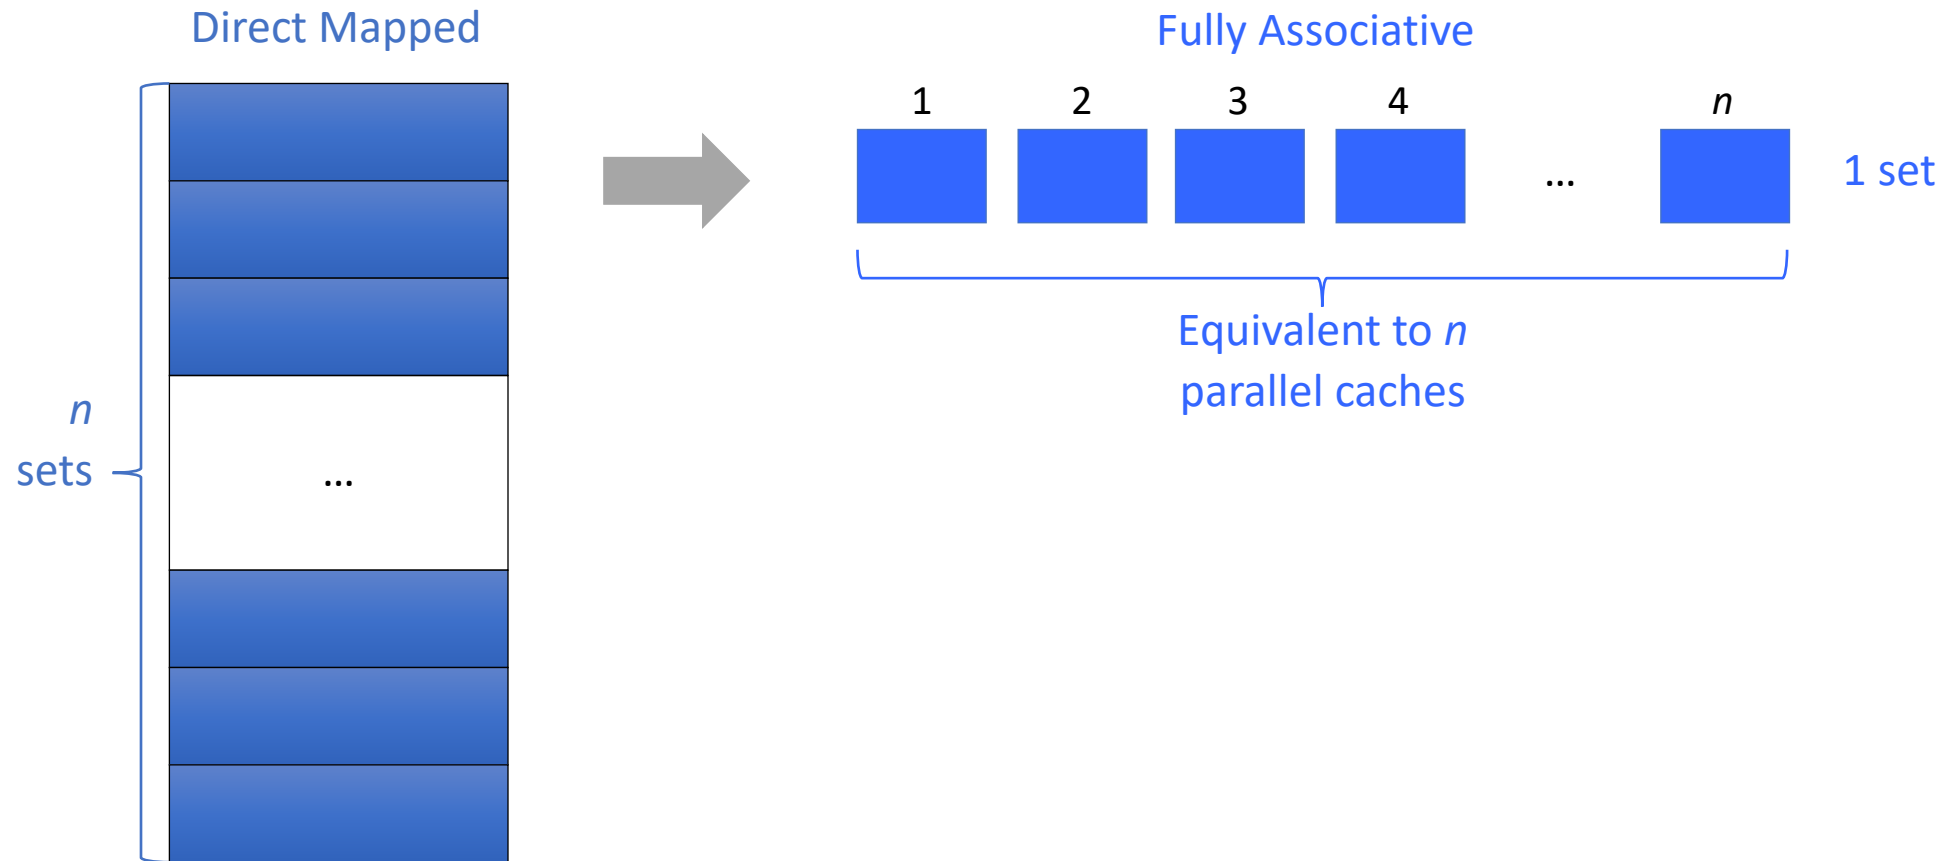 Direct Mapped
n
sets
...
Fully Associative
1 2 3 4 ... n
1 set
Equivalent to n
parallel caches